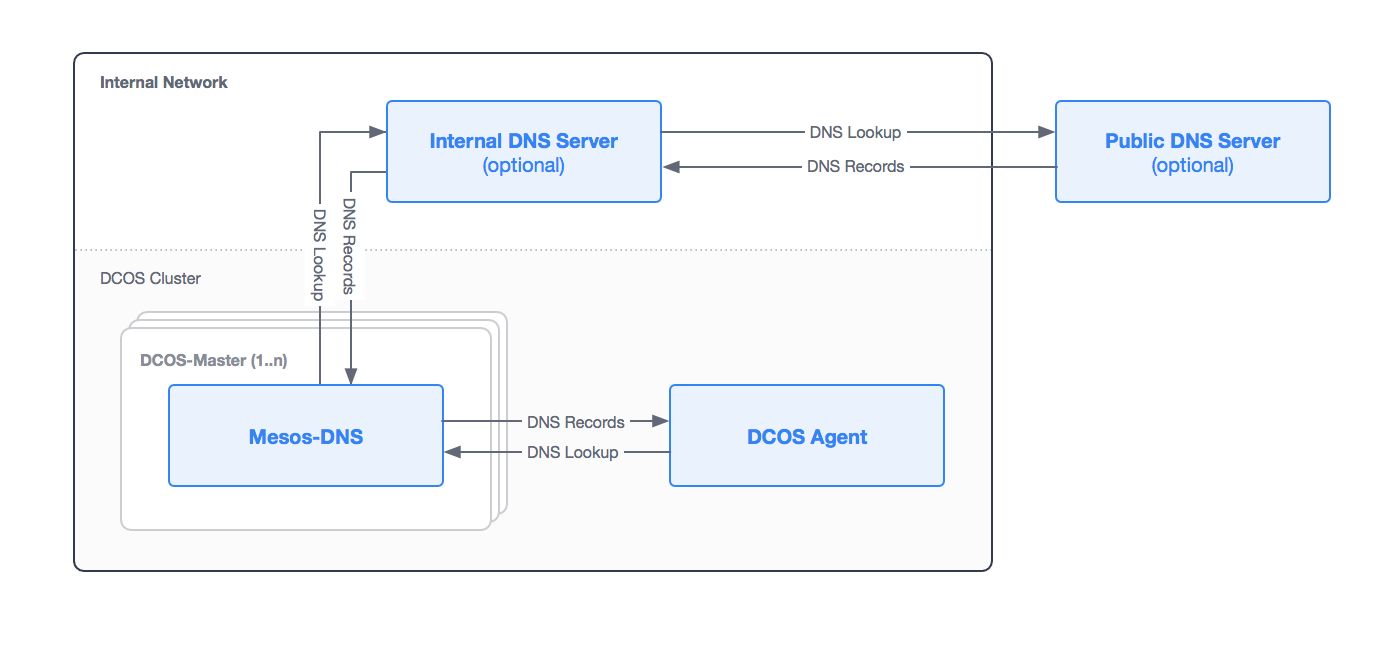 Internal Network
Internal DNS Server
(optional)
DNS Lookup
DNS Records
Public DNS Server
(optional)
DNS Lookup
DNS Records
DCOS Cluster
DCOS-Master (1..n)
Mesos-DNS
DNS Records
DNS Lookup
DCOS Agent